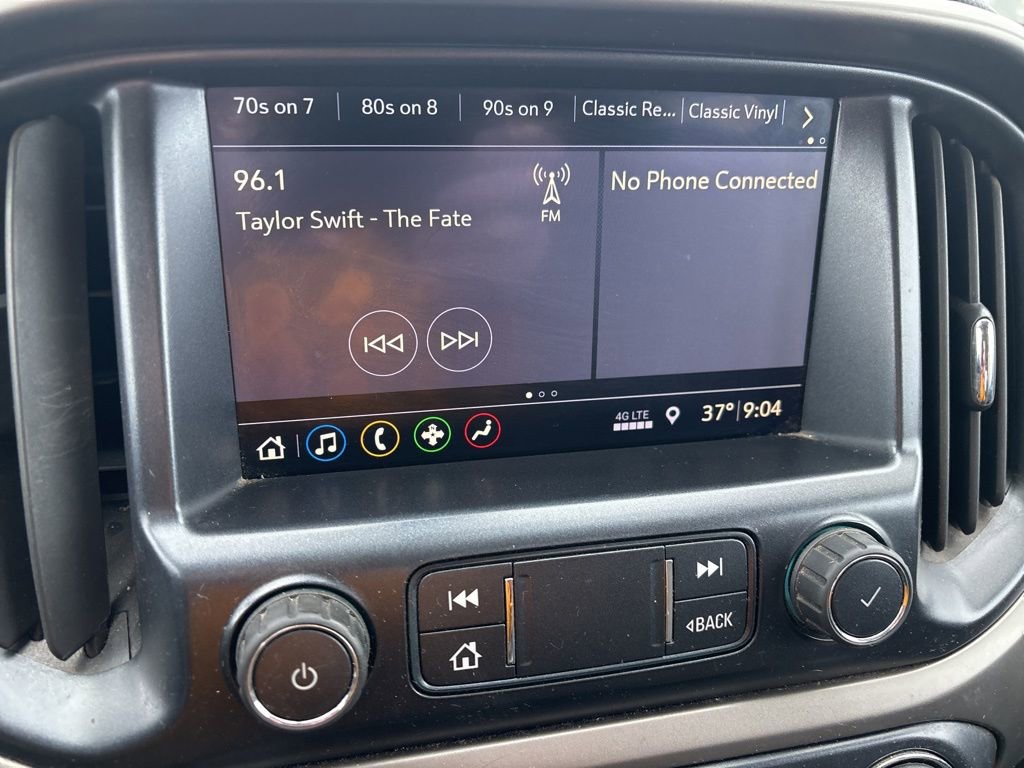 70s on 7 80s on 8 90s on 9 Classic Re... Classic Vinyl
96.1
FM
Taylor Swift - The Fate
No Phone Connected
4G LTE 37° 9:04
BACK